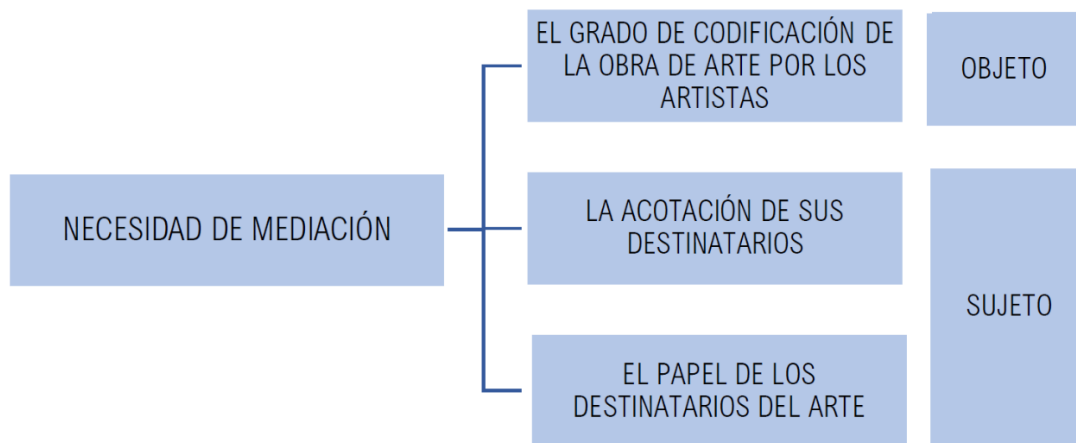 EL GRADO DE CODIFICACIÓN DE
LA OBRA DE ARTE POR LOS
ARTISTAS
OBJETO
NECESIDAD DE MEDIACIÓN
LA ACOTACIÓN DE SUS
DESTINATARIOS
SUJETO
EL PAPEL DE LOS
DESTINATARIOS DEL ARTE